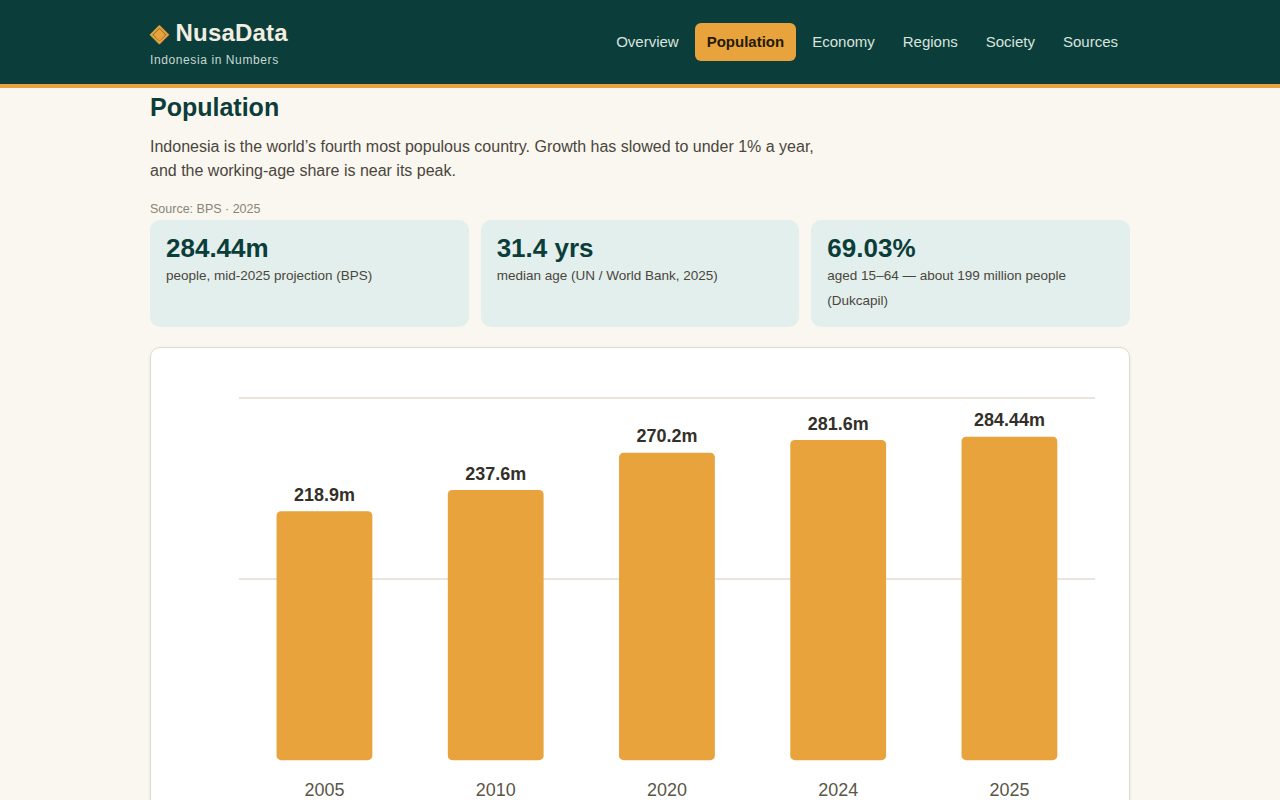 ◈ NusaData
Indonesia in Numbers
Overview
Population
Economy
Regions
Society
Sources
Population
Indonesia is the world’s fourth most populous country. Growth has slowed to under 1% a year,
and the working-age share is near its peak.
Source: BPS · 2025
284.44m
people, mid-2025 projection (BPS)
31.4 yrs
median age (UN / World Bank, 2025)
69.03%
aged 15–64 — about 199 million people
(Dukcapil)
218.9m
237.6m
270.2m
281.6m
284.44m
2005
2010
2020
2024
2025